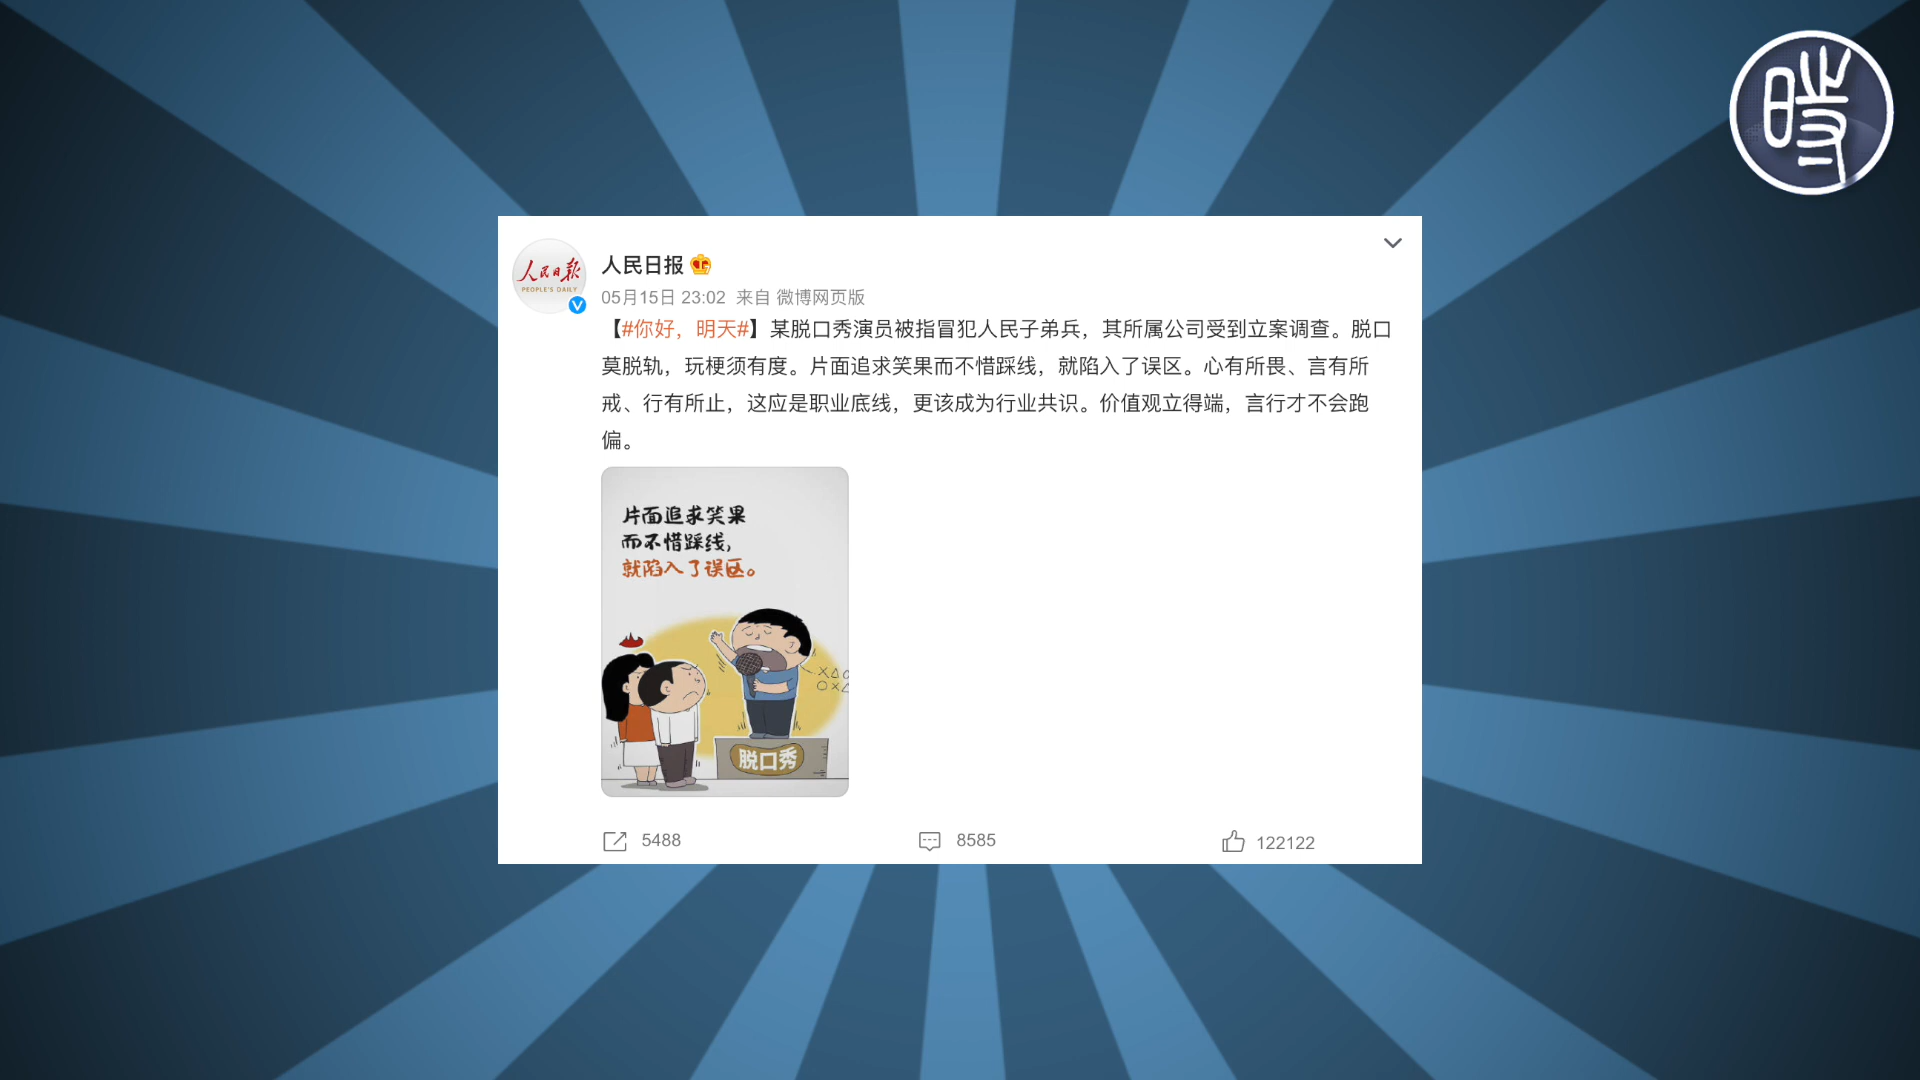 時
人民日报
人民日报
PEOPLE'S DAILY
05月15日 23:02 来自 微博网页版
【#你好，明天#】某脱口秀演员被指冒犯人民子弟兵，其所属公司受到立案调查。脱口
莫脱轨，玩梗须有度。片面追求笑果而不惜踩线，就陷入了误区。心有所畏、言有所
戒、行有所止，这应是职业底线，更该成为行业共识。价值观立得端，言行才不会跑
偏。
片面追求笑果
而不惜踩线，
就陷入了误区。
脱口秀
5488
8585
122122